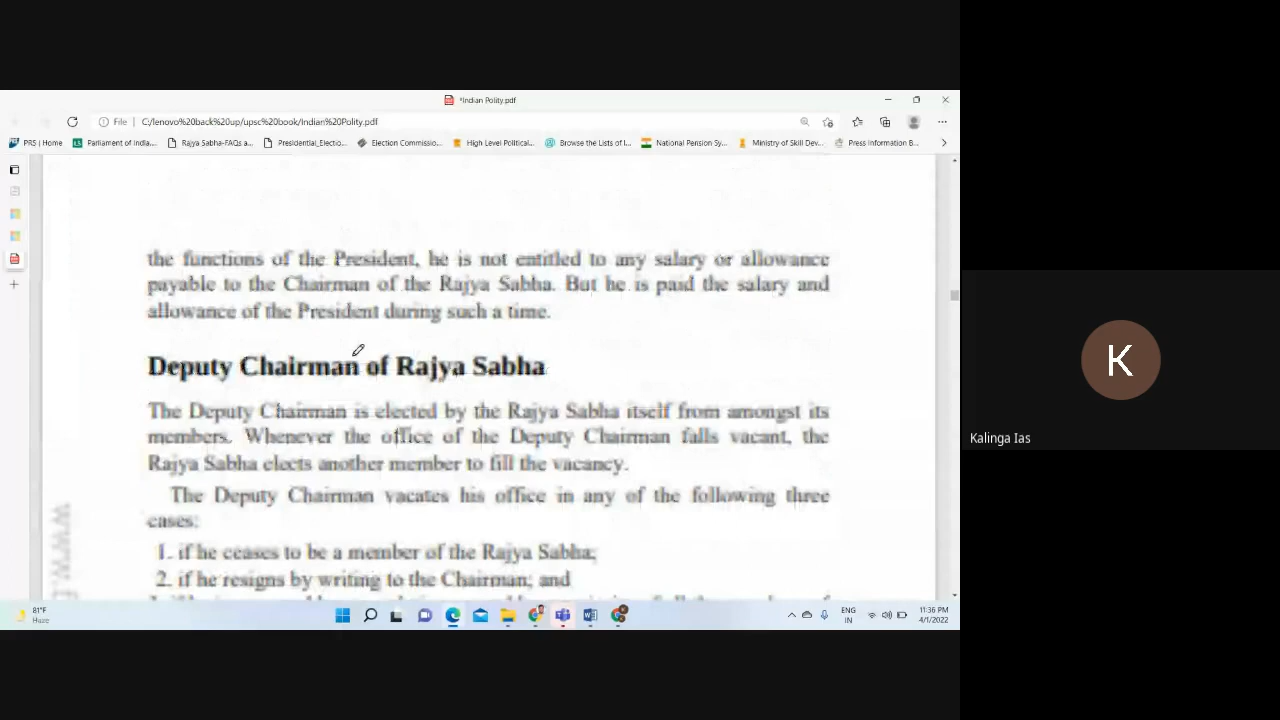 *Indian Polity.pdf
File
C:/lenovo%20back%20up/upsc%20book/Indian%20Polity.pdf
PRS | Home
Parliament of India,...
Rajya Sabha-FAQs a...
Presidential_Electio...
Election Commissio...
High Level Political...
Browse the Lists of I...
National Pension Sy...
Ministry of Skill Dev...
Press Information B...
the functions of the President, he is not entitled to any salary or allowance
payable to the Chairman of the Rajya Sabha. But he is paid the salary and
allowance of the President during such a time.
Deputy Chairman of Rajya Sabha
The Deputy Chairman is elected by the Rajya Sabha itself from amongst its
members. Whenever the office of the Deputy Chairman falls vacant, the
Rajya Sabha elects another member to fill the vacancy.
The Deputy Chairman vacates his office in any of the following three
cases:
1. if he ceases to be a member of the Rajya Sabha;
2. if he resigns by writing to the Chairman; and
K
Kalinga Ias
81°F
Haze
ENG
IN
11:36 PM
4/1/2022